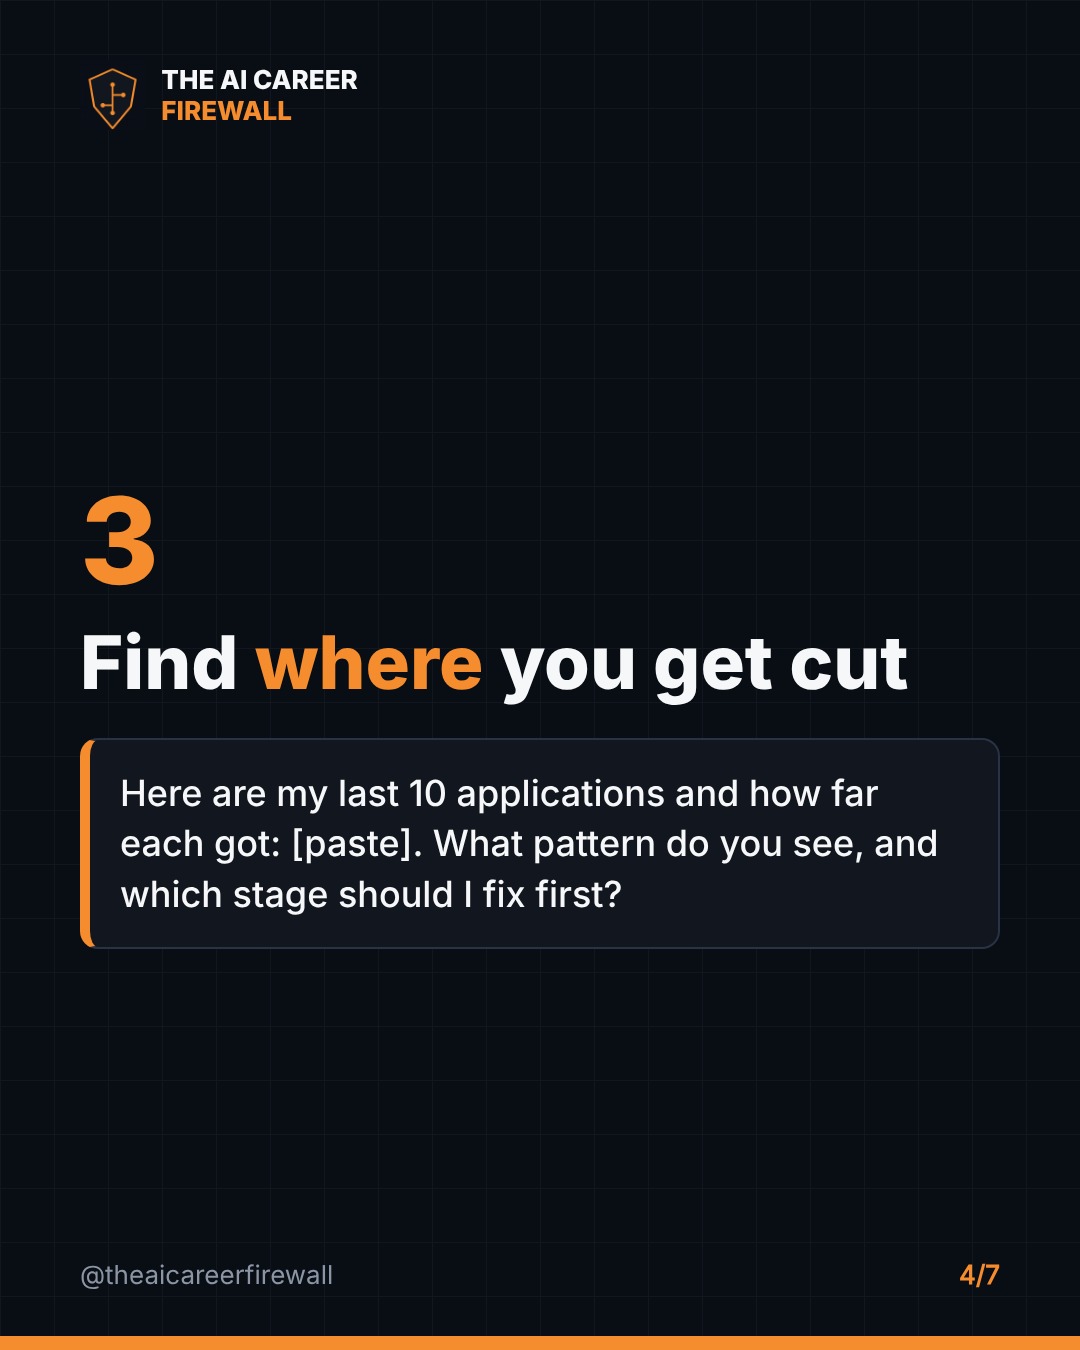 THE AI CAREER
FIREWALL
3
Find where you get cut
Here are my last 10 applications and how far
each got: [paste]. What pattern do you see, and
which stage should I fix first?
@theaicareerfirewall
4/7